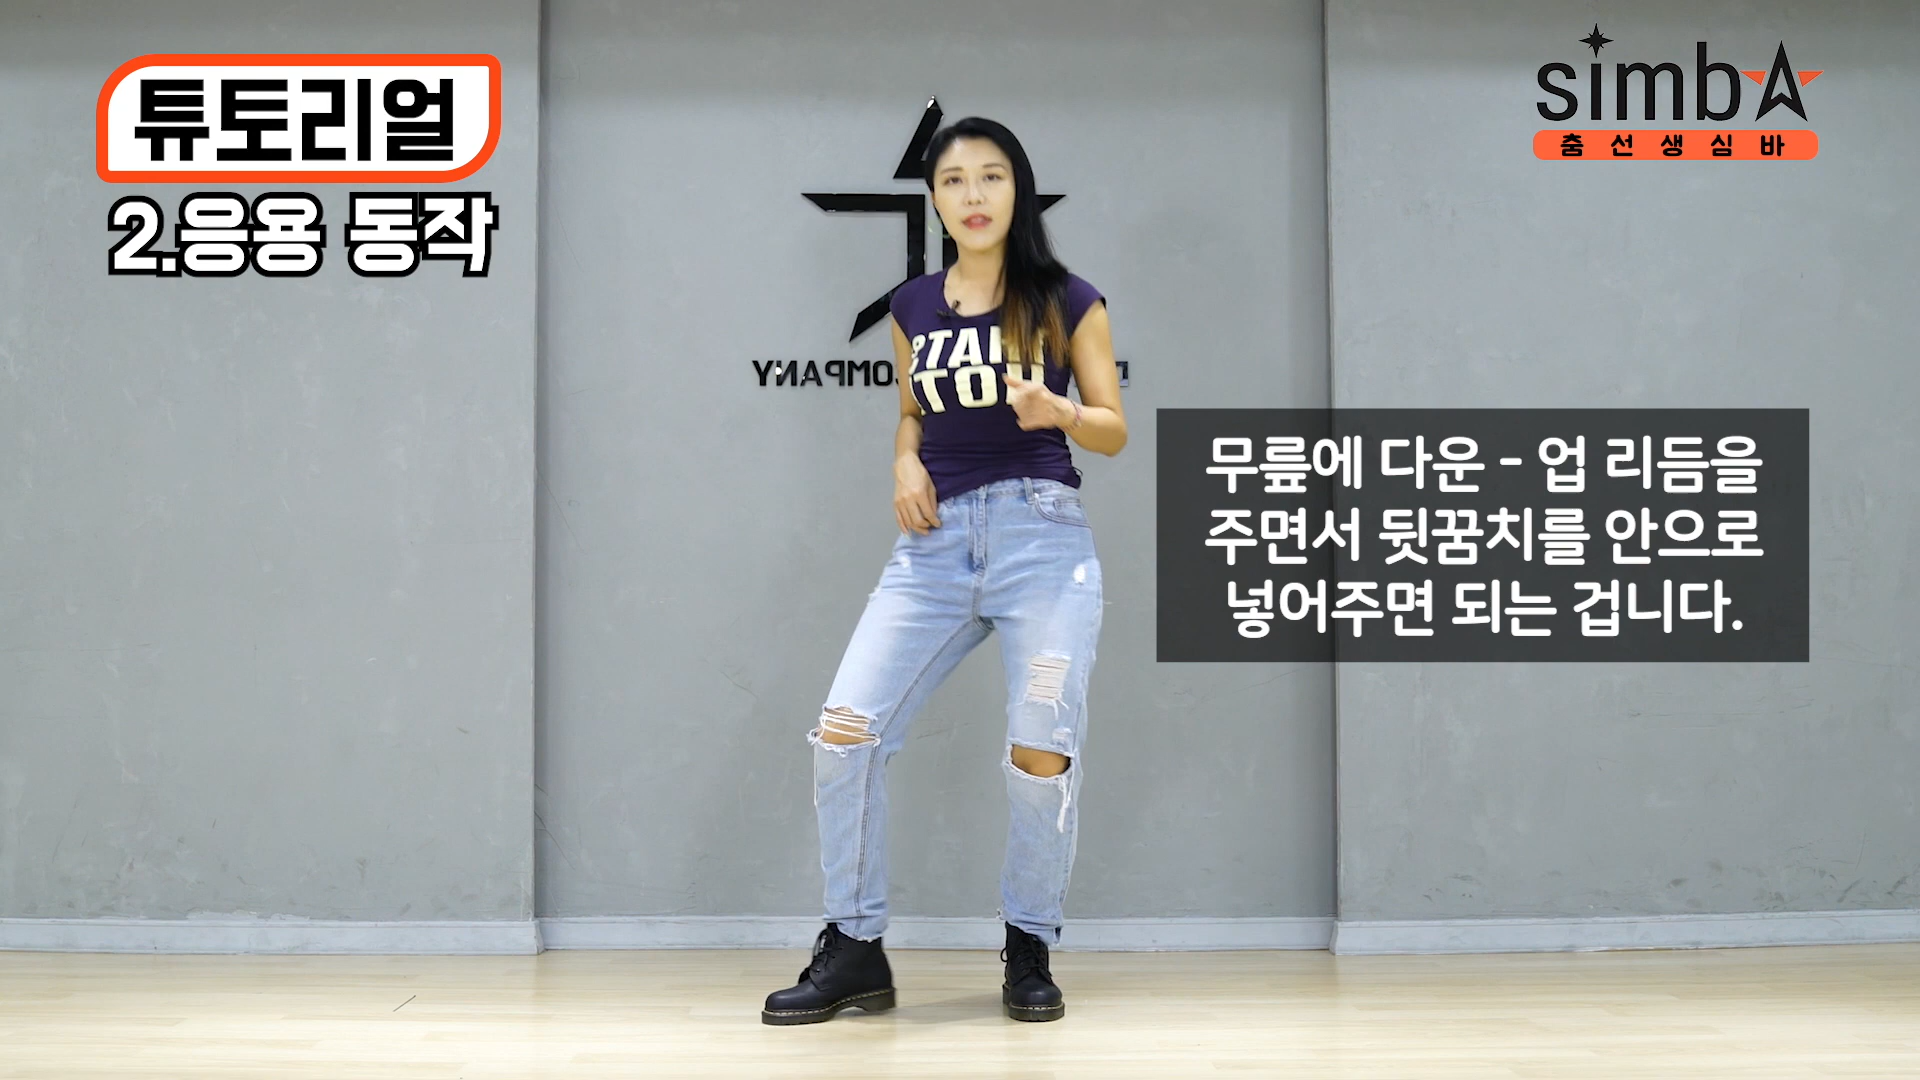 튜토리얼
2.응용 동작
simbA
춤선생심바
COMPANY
무릎에 다운 - 업 리듬을
주면서 뒷꿈치를 안으로
넣어주면 되는 겁니다.